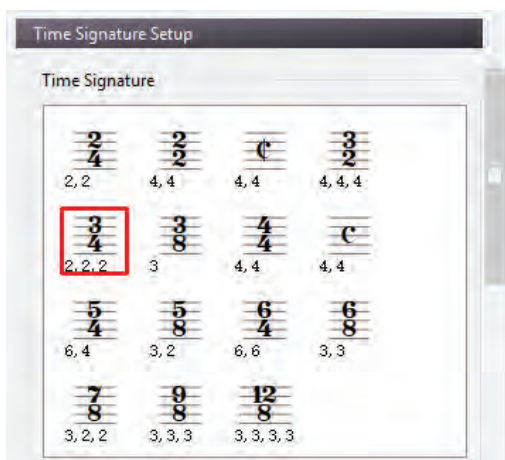 Time Signature Setup
Time Signature
2 2 ¢ 3
4 2 2
2, 2 4, 4 4, 4 4, 4, 4
3 3 4 C
4 8 4
2, 2, 2 3 4, 4 4, 4
5 5 6 6
4 8 4 8
6, 4 3, 2 6, 6 3, 3
7 9 12
8 8 8
3, 2, 2 3, 3, 3 3, 3, 3, 3